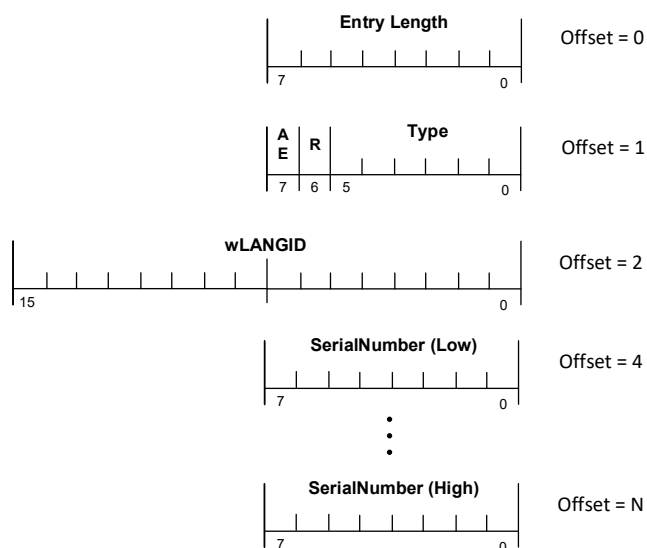 Entry Length
Offset = 0
7 0
A
E
R
Type
Offset = 1
7 6 5 0
wLANGID
Offset = 2
15 0
SerialNumber (Low)
Offset = 4
7 0
SerialNumber (High)
Offset = N
7 0